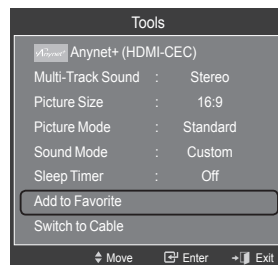 Tools
Anynet+ Anynet+ (HDMI-CEC)
Multi-Track Sound : Stereo
Picture Size : 16:9
Picture Mode : Standard
Sound Mode : Custom
Sleep Timer : Off
Add to Favorite
Switch to Cable
Move Enter Exit